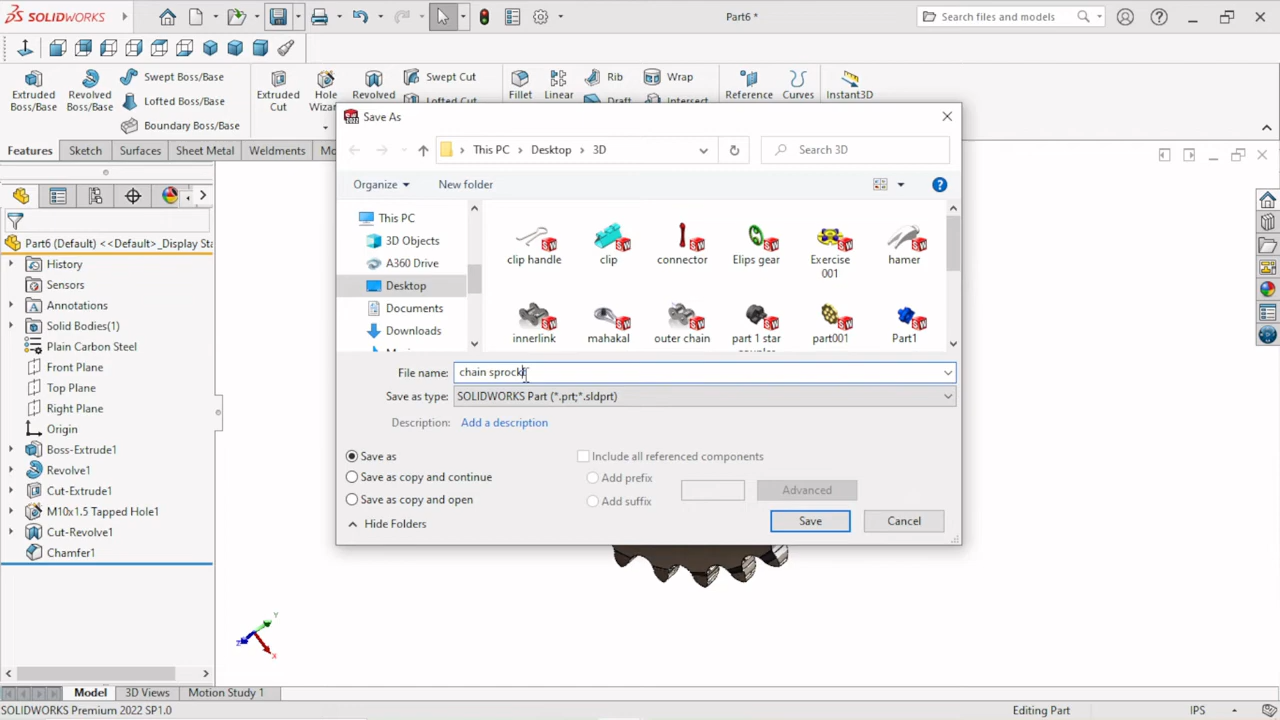 SOLIDWORKS
Part6 *
Search files and models
Extruded Boss/Base
Revolved Boss/Base
Swept Boss/Base
Lofted Boss/Base
Boundary Boss/Base
Extruded Cut
Hole
Revolved
Swept Cut
Fillet
Linear
Rib
Wrap
Reference
Curves
Instant3D
Features
Sketch
Surfaces
Sheet Metal
Weldments
Save As
This PC
Desktop
3D
Search 3D
Organize
New folder
This PC
3D Objects
A360 Drive
Desktop
Documents
Downloads
clip handle
clip
connector
Elips gear
Exercise 001
hamer
innerlink
mahakal
outer chain
part 1 star
part001
Part1
File name:
chain sprock
Save as type:
SOLIDWORKS Part (*.prt;*.sldprt)
Description:
Add a description
Save as
Save as copy and continue
Save as copy and open
Include all referenced components
Add prefix
Add suffix
Advanced
Hide Folders
Save
Cancel
Part6 (Default) <<Default>_Display Sta
History
Sensors
Annotations
Solid Bodies(1)
Plain Carbon Steel
Front Plane
Top Plane
Right Plane
Origin
Boss-Extrude1
Revolve1
Cut-Extrude1
M10x1.5 Tapped Hole1
Cut-Revolve1
Chamfer1
Y
Z
X
Model
3D Views
Motion Study 1
SOLIDWORKS Premium 2022 SP1.0
Editing Part
IPS